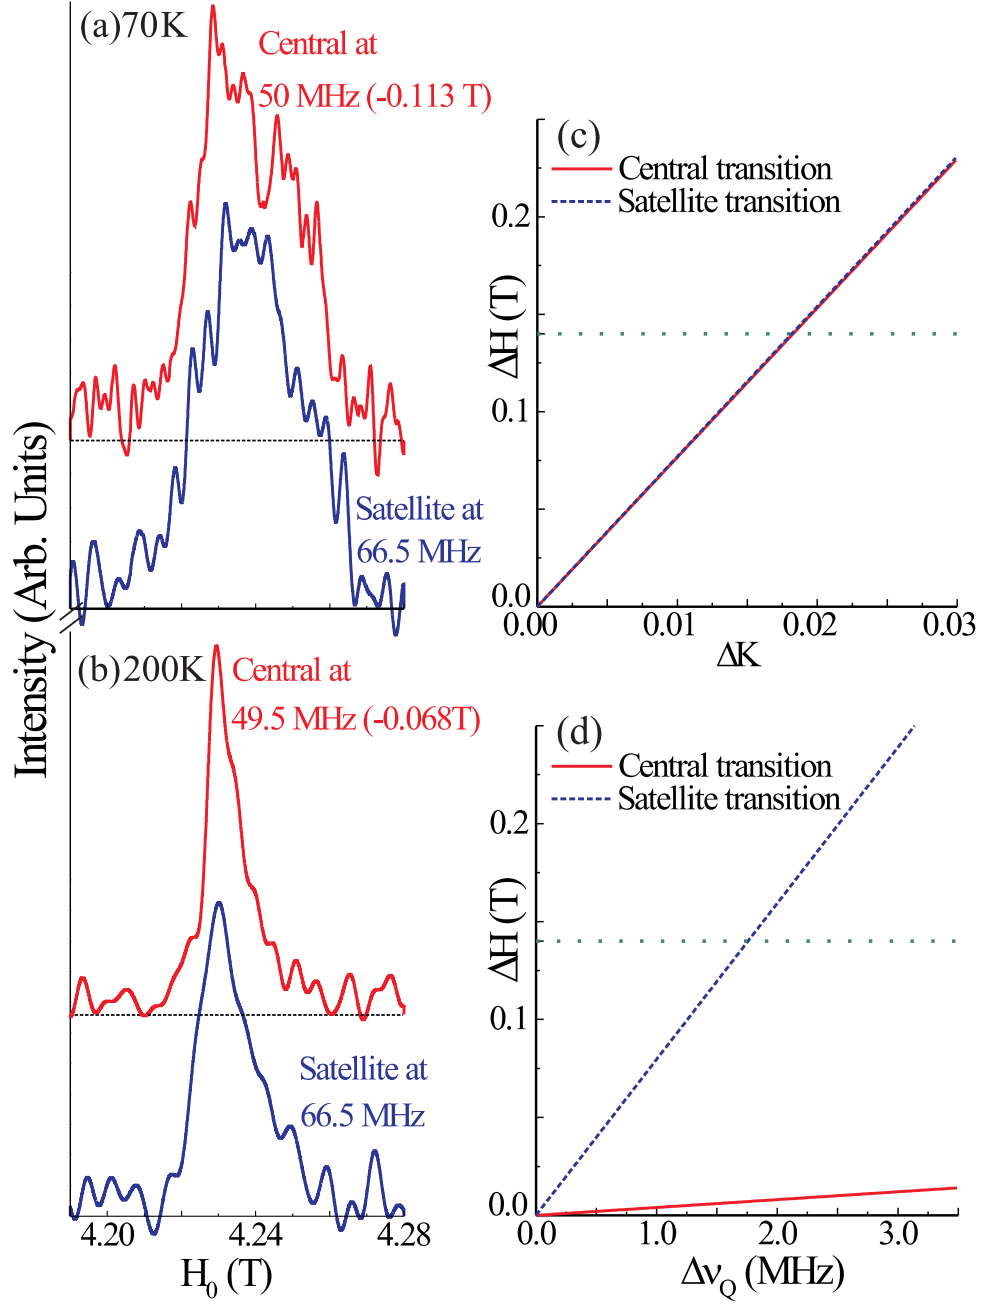 (a)70K
Central at
50 MHz (-0.113 T)
Satellite at
66.5 MHz
Intensity (Arb. Units)
(b)200K
Central at
49.5 MHz (-0.068T)
Satellite at
66.5 MHz
4.20 4.24 4.28
H0 (T)
(c)
Central transition
Satellite transition
0.2
0.1
0.0
ΔH (T)
0.00 0.01 0.02 0.03
ΔK
(d)
Central transition
Satellite transition
0.2
0.1
0.0
ΔH (T)
0.0 1.0 2.0 3.0
ΔνQ (MHz)